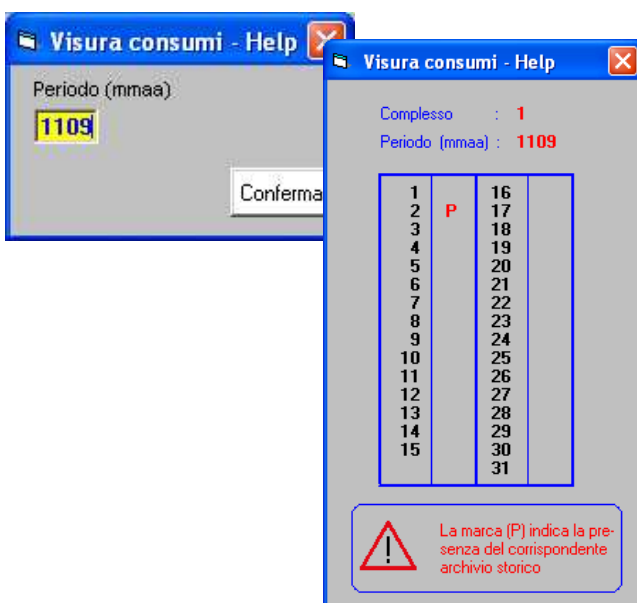 Visura consumi - Help
Periodo (mmaa)
1109
Conferma
Visura consumi - Help
Complesso : 1
Periodo (mmaa) : 1109
1 16
2 P 17
3 18
4 19
5 20
6 21
7 22
8 23
9 24
10 25
11 26
12 27
13 28
14 29
15 30
31
La marca (P) indica la pre-
senza del corrispondente
archivio storico